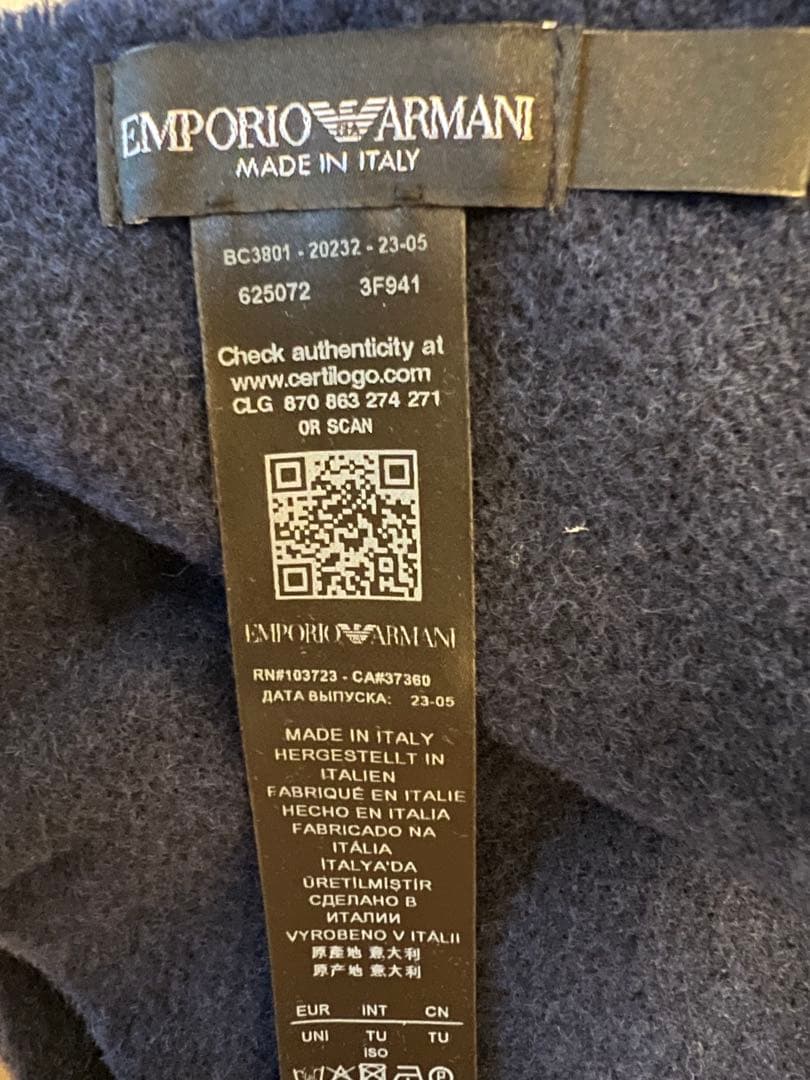 EMPORIO ARMANI
MADE IN ITALY
BC3801 - 20232 - 23-05
625072 3F941
Check authenticity at
www.certilogo.com
CLG 870 863 274 271
OR SCAN
EMPORIO ARMANI
RN#103723 - CA#37360
ДАТА ВЫПУСКА: 23-05
MADE IN ITALY
HERGESTELLT IN
ITALIEN
FABRIQUÉ EN ITALIE
HECHO EN ITALIA
FABRICADO NA
ITÁLIA
İTALYA'DA
ÜRETİLMİŞTİR
СДЕЛАНО В
ИТАЛИИ
VYROBENO V ITÁLII
原產地 意大利
原产地 意大利
EUR INT CN
UNI TU TU
ISO